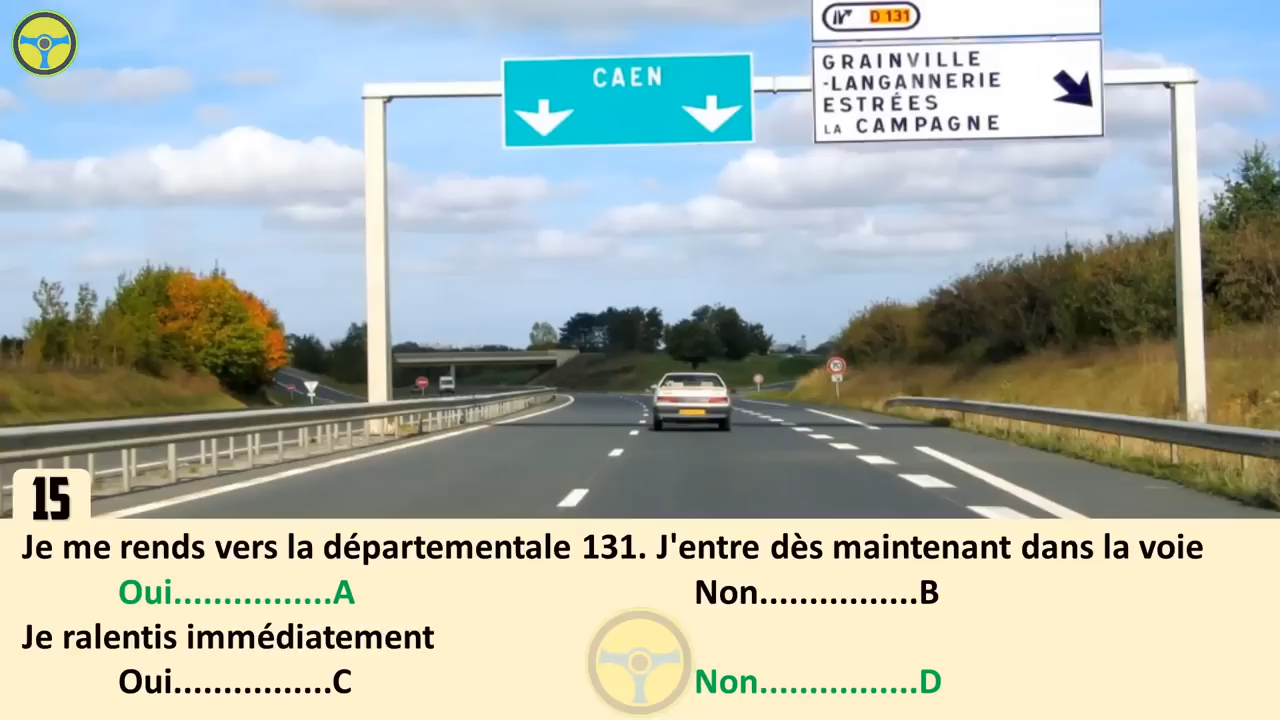 D 131
CAEN
GRAINVILLE
-LANGANNERIE
ESTRÉES
LA CAMPAGNE
15
Je me rends vers la départementale 131. J'entre dès maintenant dans la voie
Oui................A Non................B
Je ralentis immédiatement
Oui................C Non................D